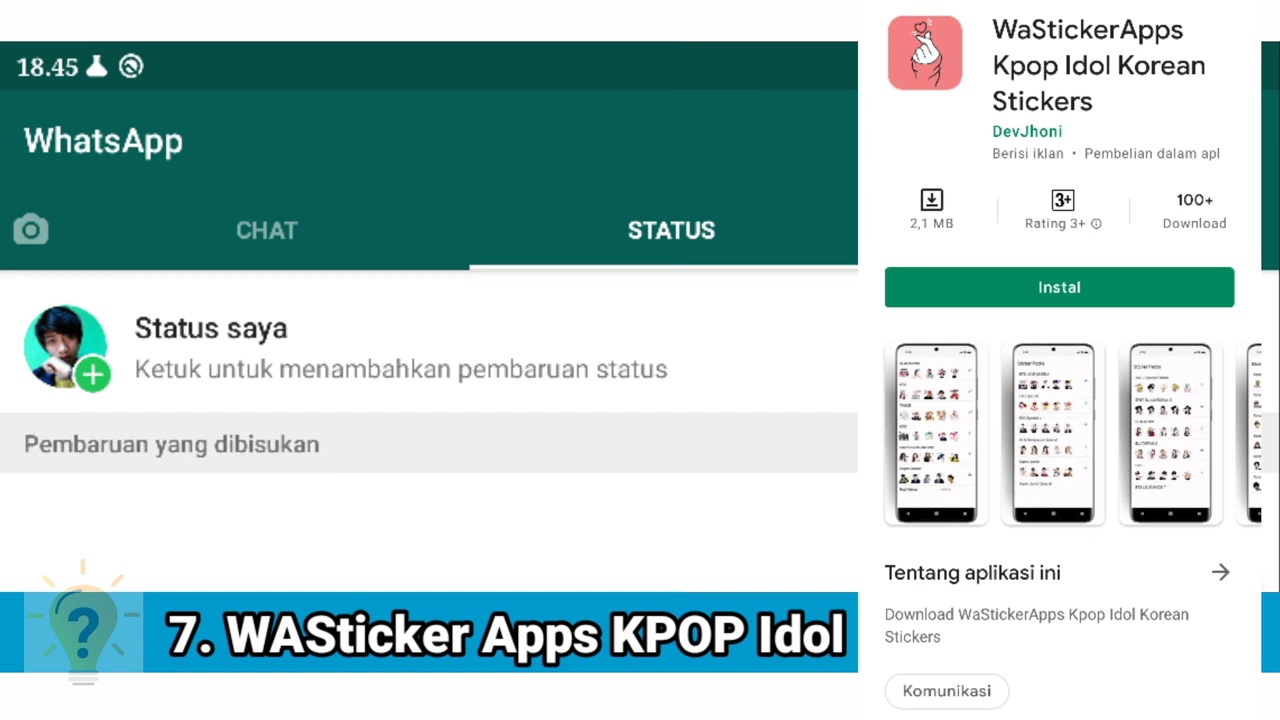 18.45
WhatsApp
CHAT
STATUS
Status saya
Ketuk untuk menambahkan pembaruan status
Pembaruan yang dibisukan
?
7. WASticker Apps KPOP Idol
WaStickerApps
Kpop Idol Korean
Stickers
DevJhoni
Berisi iklan • Pembelian dalam apl
3+
100+
2,1 MB
Rating 3+
Download
Instal
Tentang aplikasi ini
Download WaStickerApps Kpop Idol Korean
Stickers
Komunikasi